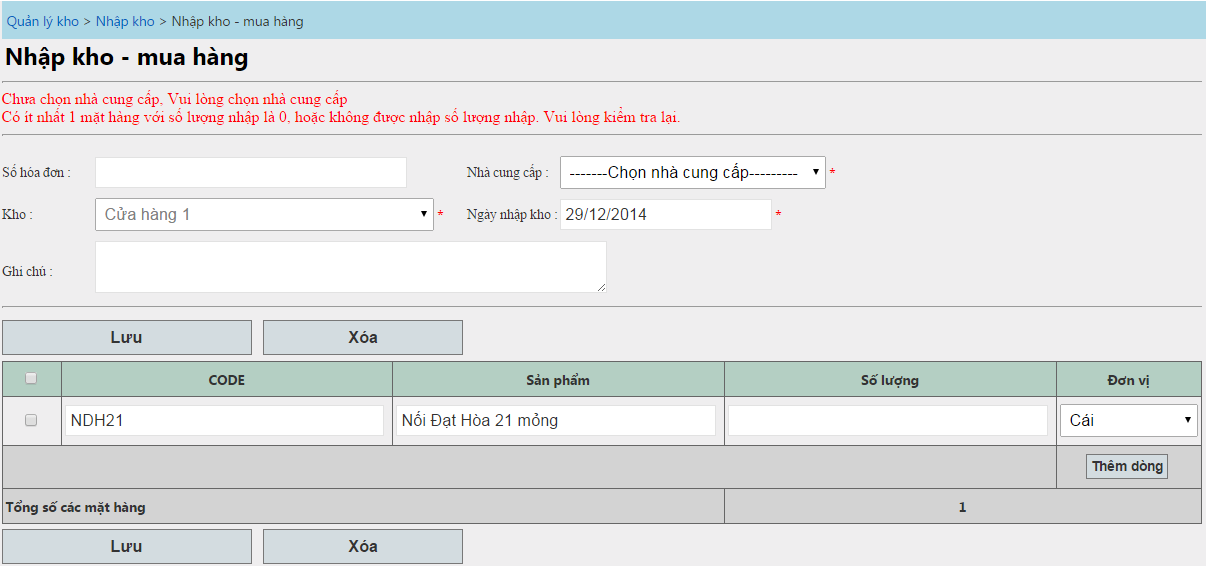 Quản lý kho > Nhập kho > Nhập kho - mua hàng
Nhập kho - mua hàng
Chưa chọn nhà cung cấp, Vui lòng chọn nhà cung cấp
Có ít nhất 1 mặt hàng với số lượng nhập là 0, hoặc không được nhập số lượng nhập. Vui lòng kiểm tra lại.
Số hóa đơn :
Nhà cung cấp : -------Chọn nhà cung cấp--------- *
Kho : Cửa hàng 1 *
Ngày nhập kho : 29/12/2014 *
Ghi chú :
Lưu Xóa
CODE Sản phẩm Số lượng Đơn vị
NDH21 Nối Đạt Hòa 21 mỏng Cái
Thêm dòng
Tổng số các mặt hàng 1
Lưu Xóa